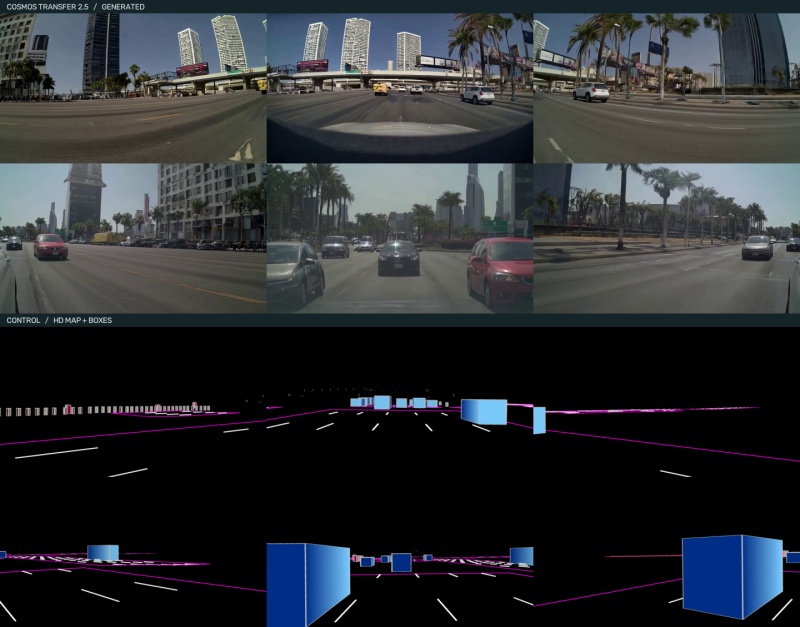 COSMOS TRANSFER 2.5 / GENERATED
CONTROL / HD MAP + BOXES